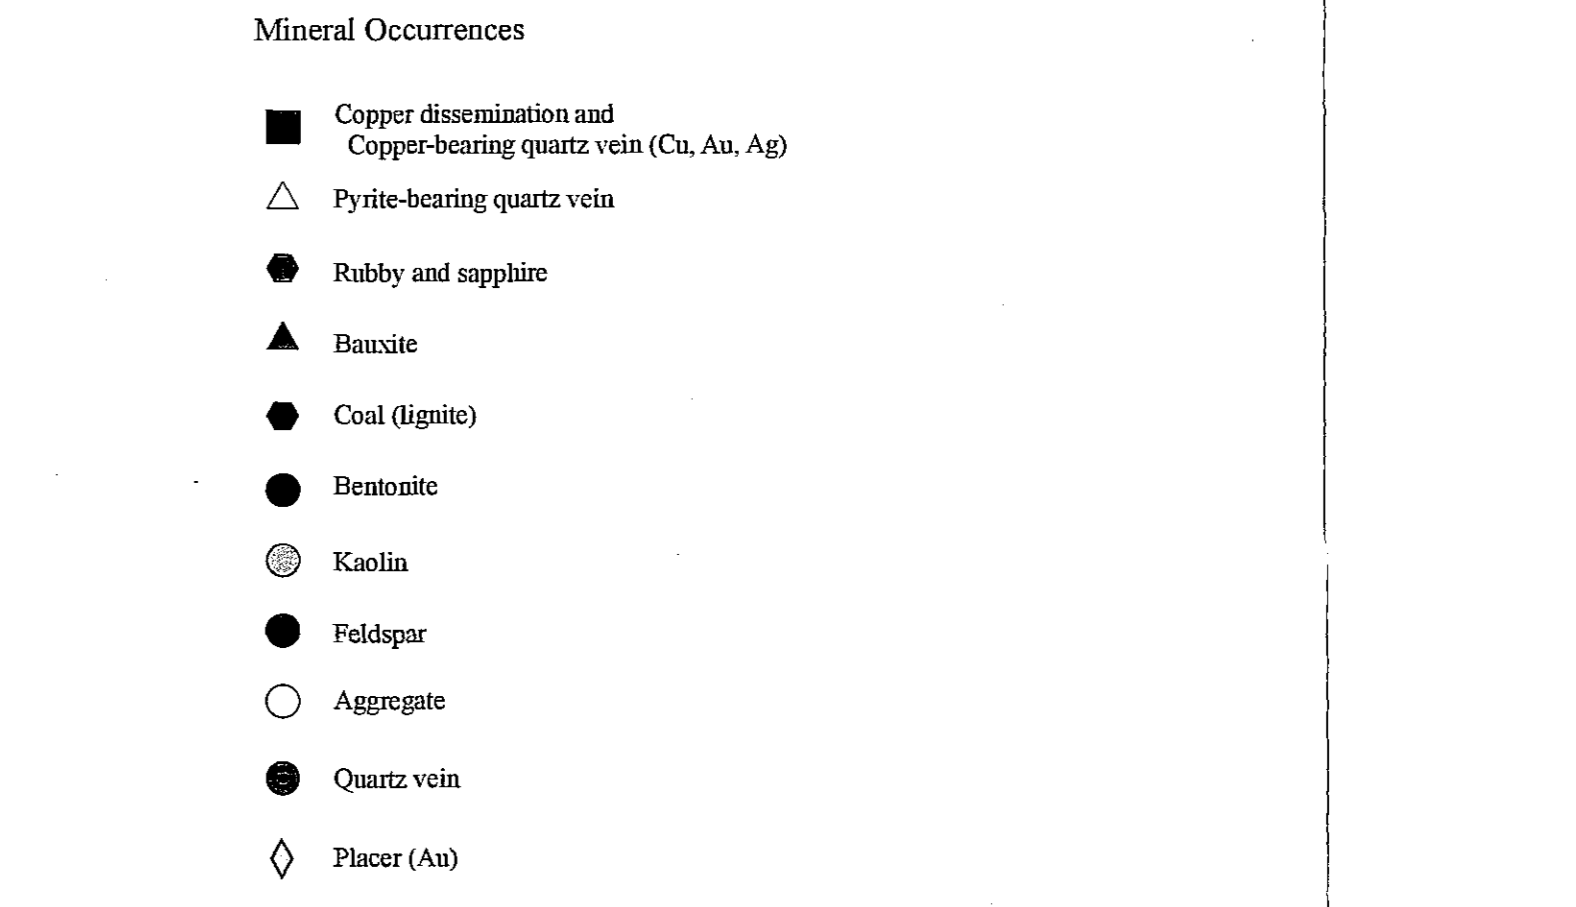 Mineral Occurrences
Copper dissemination and
Copper-bearing quartz vein (Cu, Au, Ag)
Pyrite-bearing quartz vein
Rubby and sapphire
Bauxite
Coal (lignite)
Bentonite
Kaolin
Feldspar
Aggregate
Quartz vein
Placer (Au)